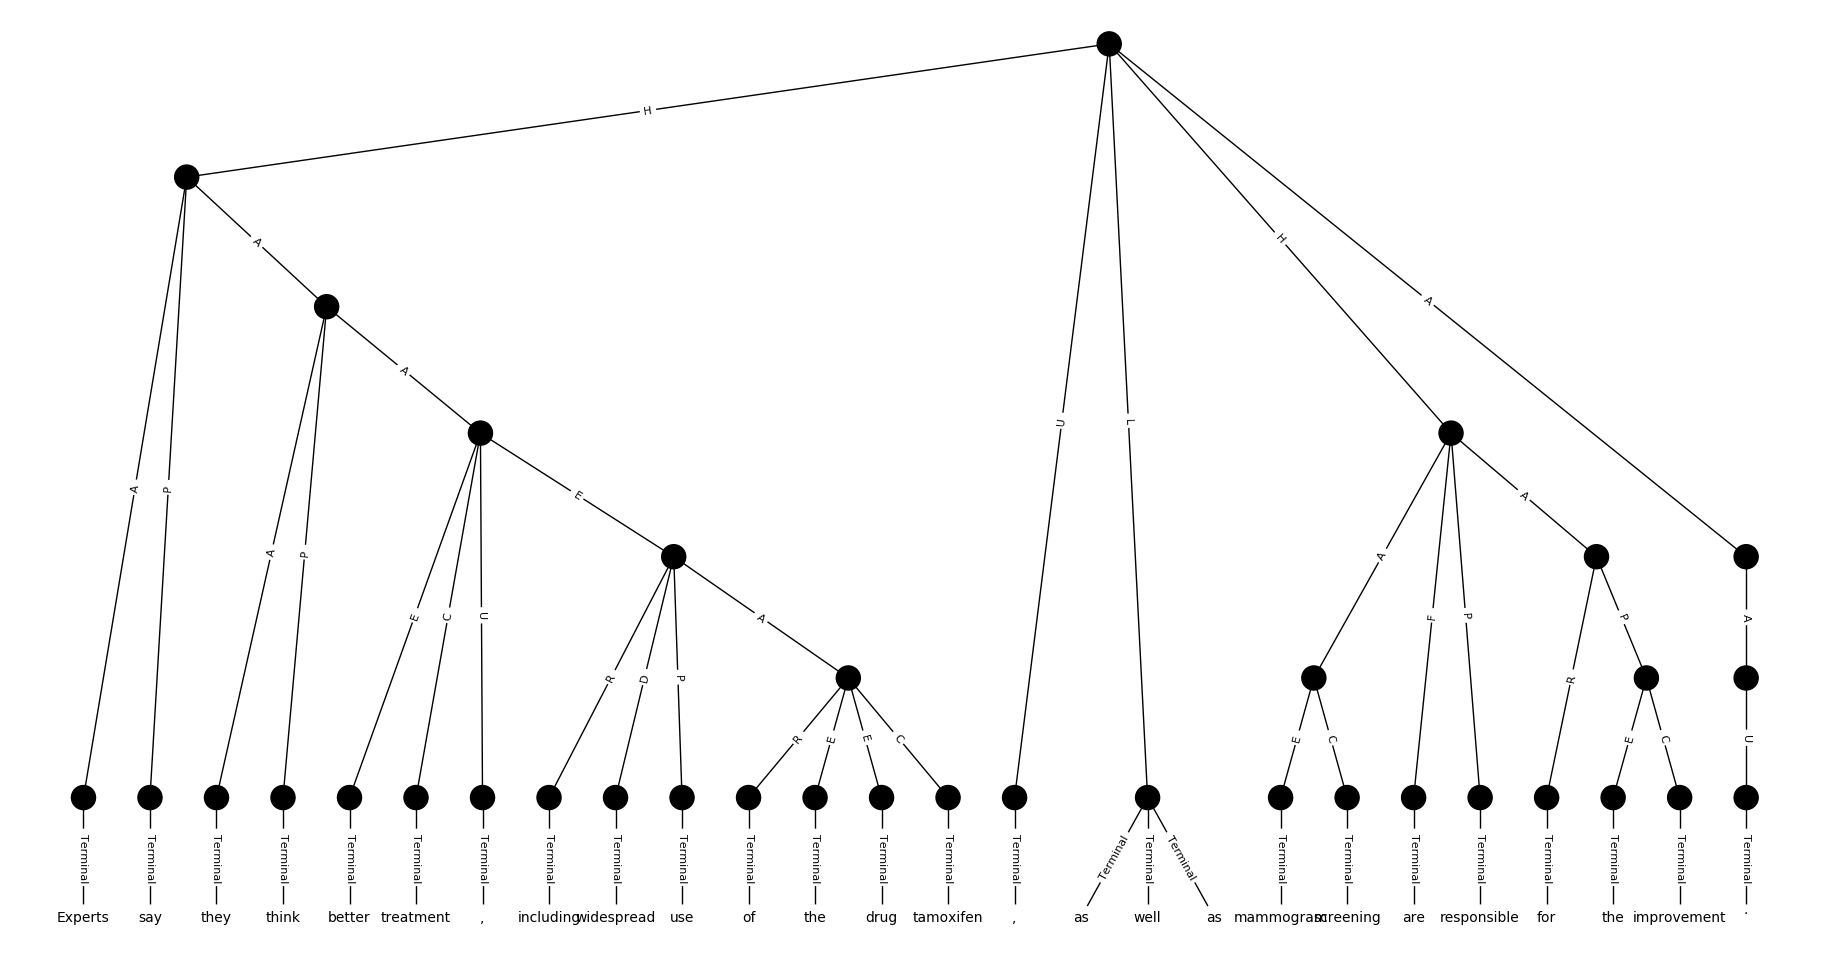 H
A
H
A
A
U L
A P
E
A
A P
A
E C U
F P
P A
R D P
A
R
R E E C
E C
E C
U
Terminal Terminal Terminal Terminal Terminal Terminal Terminal Terminal Terminal Terminal Terminal Terminal Terminal Terminal Terminal Terminal Terminal Terminal Terminal Terminal Terminal Terminal Terminal Terminal Terminal Terminal
Experts say they think better treatment , including widespread use of the drug tamoxifen , as well as mammogram screening are responsible for the improvement .